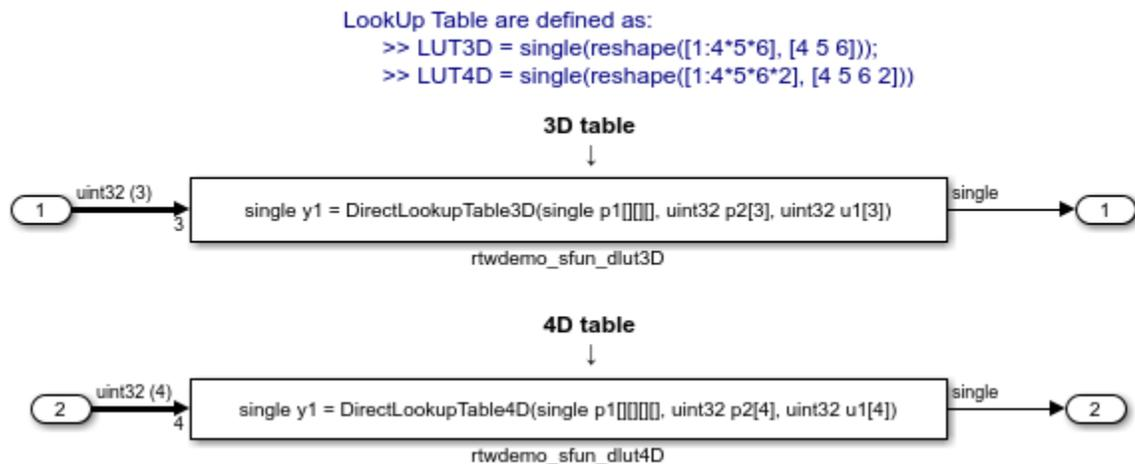 LookUp Table are defined as:
>> LUT3D = single(reshape([1:4*5*6], [4 5 6]));
>> LUT4D = single(reshape([1:4*5*6*2], [4 5 6 2]))
3D table
↓
uint32 (3)
single
1
single y1 = DirectLookupTable3D(single p1[][][], uint32 p2[3], uint32 u1[3])
1
3
rtwdemo_sfun_dlut3D
4D table
↓
uint32 (4)
single
2
single y1 = DirectLookupTable4D(single p1[][][][], uint32 p2[4], uint32 u1[4])
2
4
rtwdemo_sfun_dlut4D